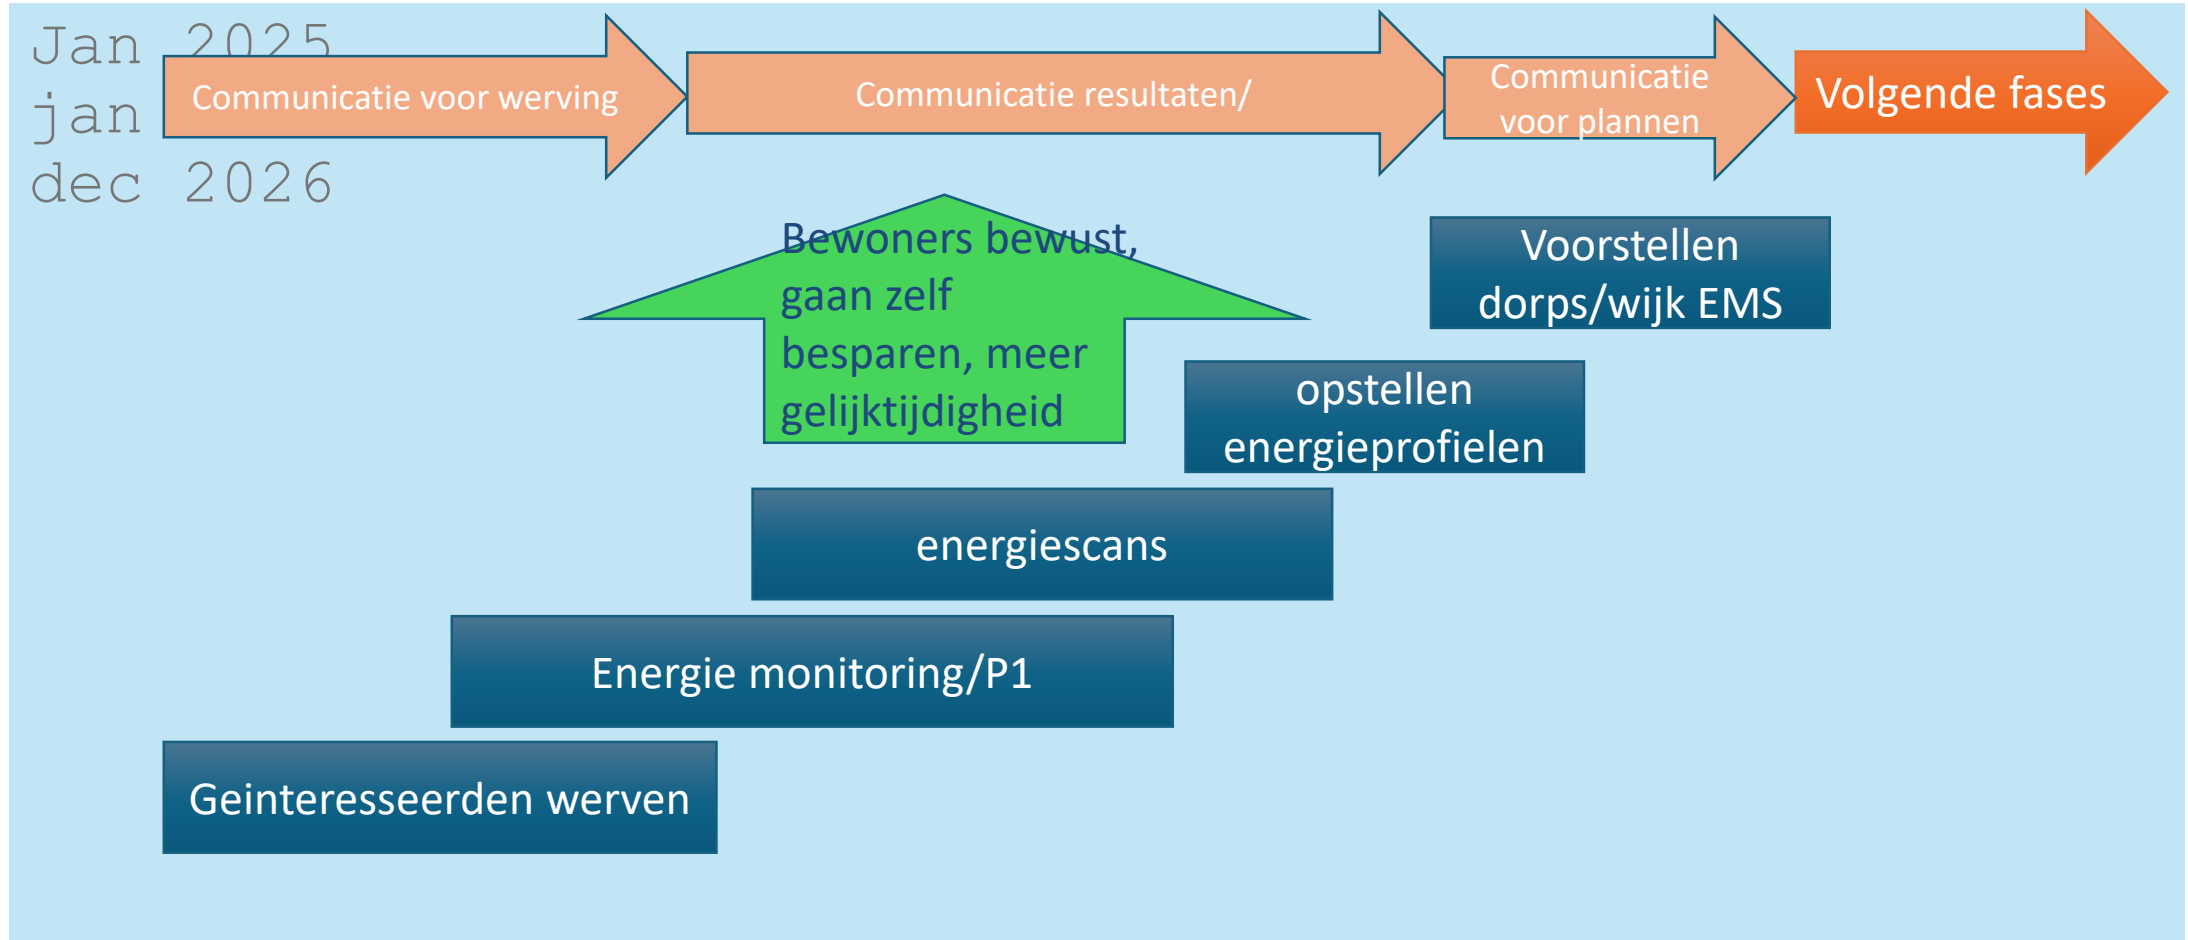 Jan 2025
jan
dec 2026
Communicatie voor werving
Communicatie resultaten/
Communicatie
voor plannen
Volgende fases
Bewoners bewust,
gaan zelf
besparen, meer
gelijktijdigheid
Voorstellen
dorps/wijk EMS
opstellen
energieprofielen
energiescans
Energie monitoring/P1
Geinteresseerden werven